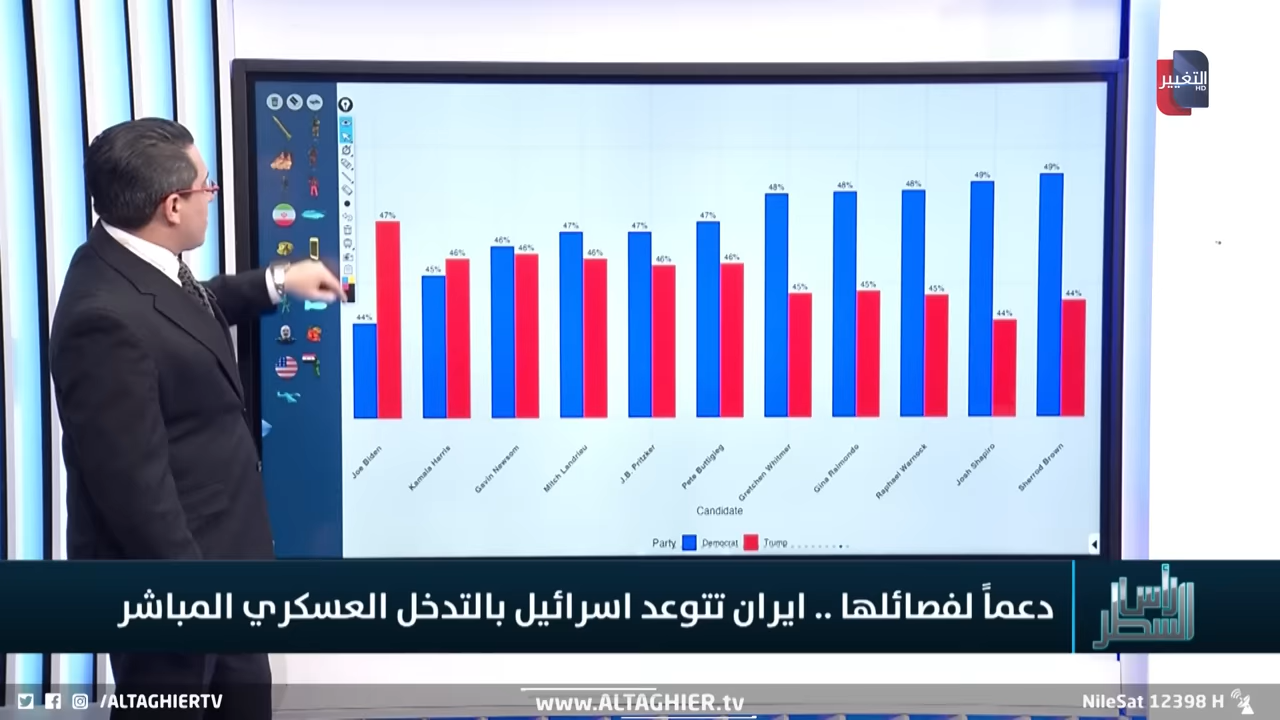 التغيير
HD
44%
47%
45%
46%
46%
46%
47%
46%
47%
46%
47%
46%
48%
45%
48%
45%
48%
45%
49%
44%
49%
44%
Joe Biden
Kamala Harris
Gavin Newsom
Mitch Landrieu
J.B. Pritzker
Pete Buttigieg
Gretchen Whitmer
Gina Raimondo
Raphael Warnock
Josh Shapiro
Sherrod Brown
Candidate
Party Democrat Trump
دعماً لفصائلها .. ايران تتوعد اسرائيل بالتدخل العسكري المباشر
رأس السطر
/ALTAGHIERTV
www.ALTAGHIER.tv
NileSat 12398 H